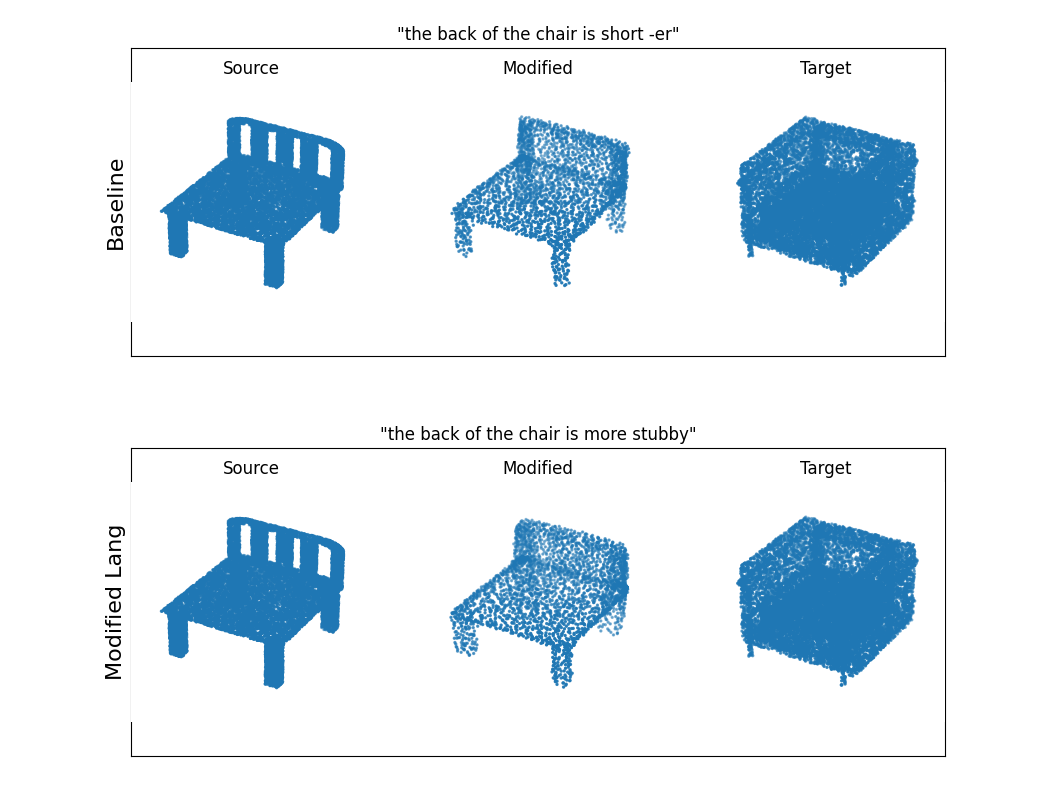 "the back of the chair is short -er"
Source Modified Target
Baseline
"the back of the chair is more stubby"
Source Modified Target
Modified Lang